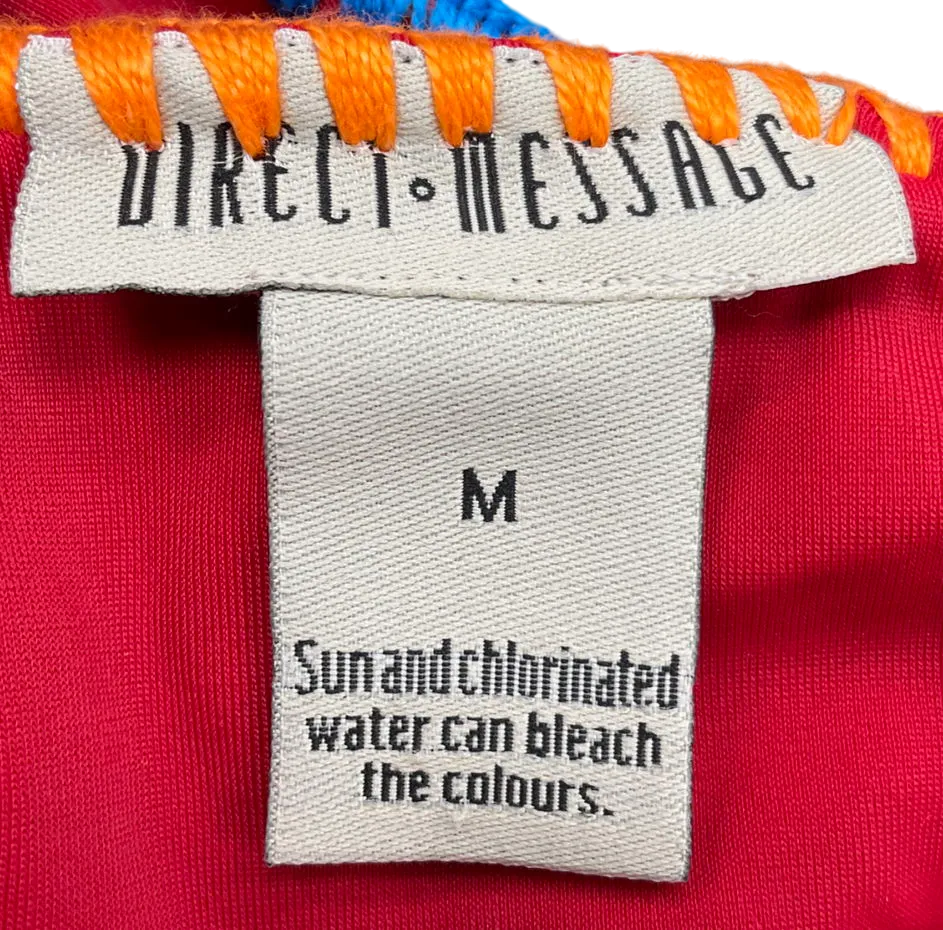 DIRECT • MESSAGE
M
Sun and chlorinated
water can bleach
the colours.